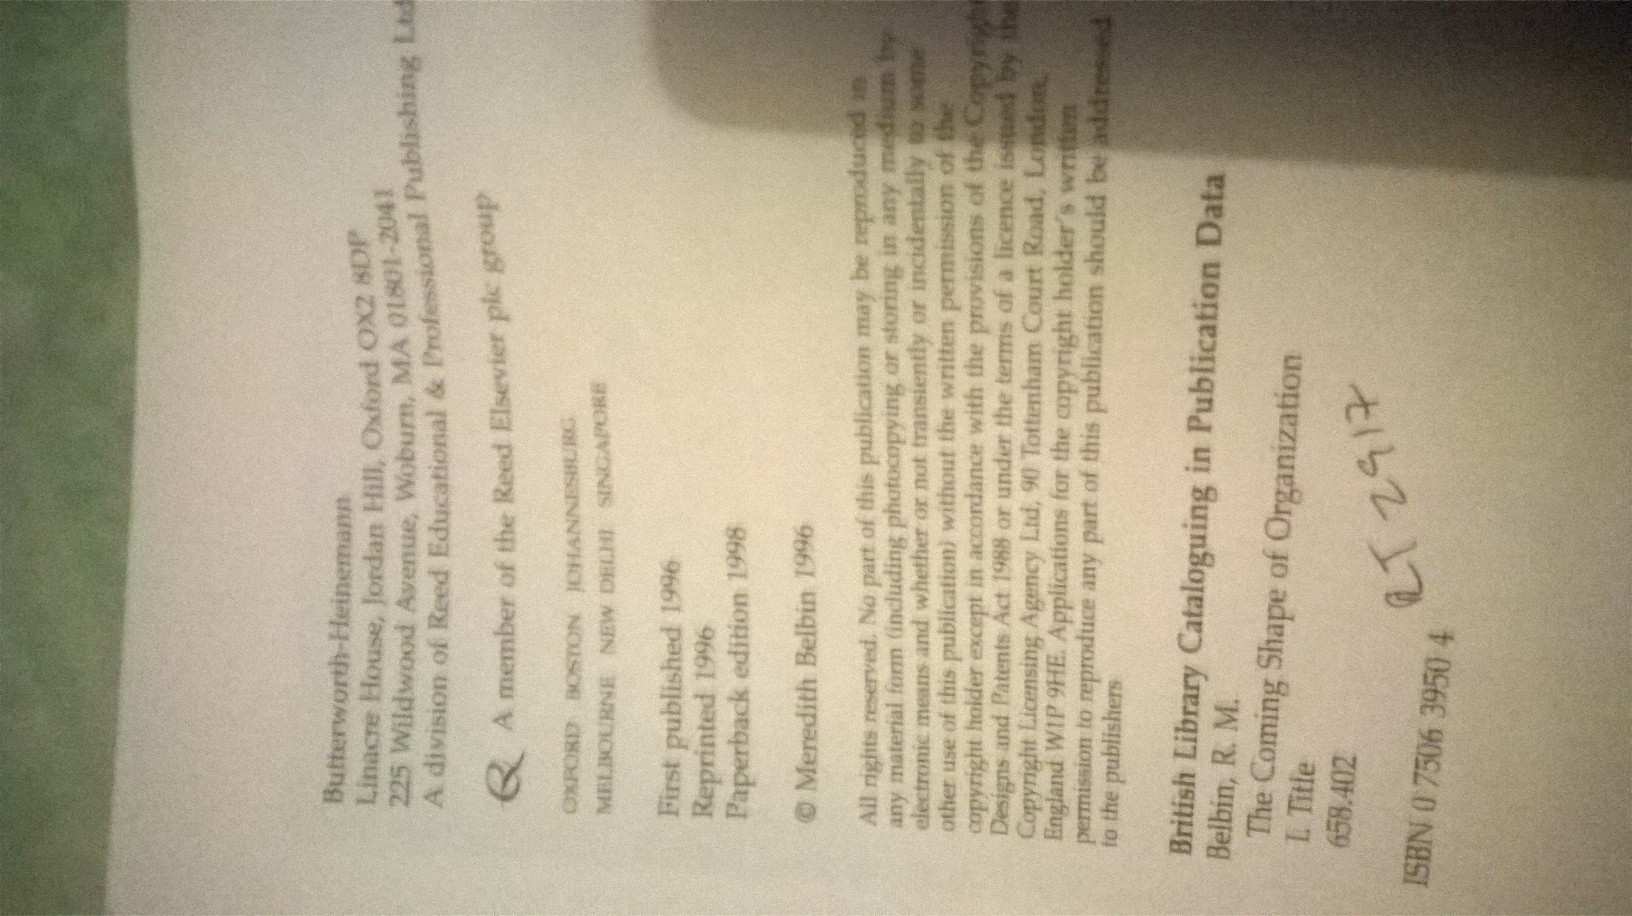 Butterworth-Heinemann
Linacre House, Jordan Hill, Oxford OX2 8DP
225 Wildwood Avenue, Woburn, MA 01801-2041
A division of Reed Educational & Professional Publishing Ltd
A member of the Reed Elsevier plc group
OXFORD BOSTON JOHANNESBURG
MELBOURNE NEW DELHI SINGAPORE
First published 1996
Reprinted 1996
Paperback edition 1998
© Meredith Belbin 1996
All rights reserved. No part of this publication may be reproduced in
any material form (including photocopying or storing in any medium by
electronic means and whether or not transiently or incidentally to some
other use of this publication) without the written permission of the
copyright holder except in accordance with the provisions of the Copyright
Designs and Patents Act 1988 or under the terms of a licence issued by the
Copyright Licensing Agency Ltd, 90 Tottenham Court Road, London,
England W1P 9HE. Applications for the copyright holder's written
permission to reproduce any part of this publication should be addressed
to the publishers
British Library Cataloguing in Publication Data
Belbin, R. M.
The Coming Shape of Organization
I. Title
658.402
RT 2917
ISBN 0 7506 3950 4